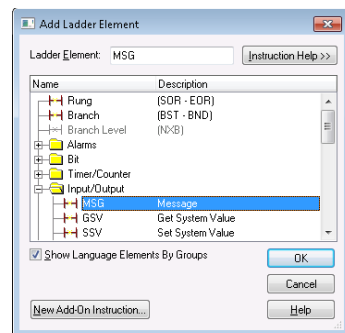 Add Ladder Element
Ladder Element: MSG Instruction Help >>
Name Description
Rung (SOR - EOR)
Branch (BST - BND)
Branch Level (NXB)
Alarms
Bit
Timer/Counter
Input/Output
MSG Message
GSV Get System Value
SSV Set System Value
Show Language Elements By Groups OK
Cancel
New Add-On Instruction... Help